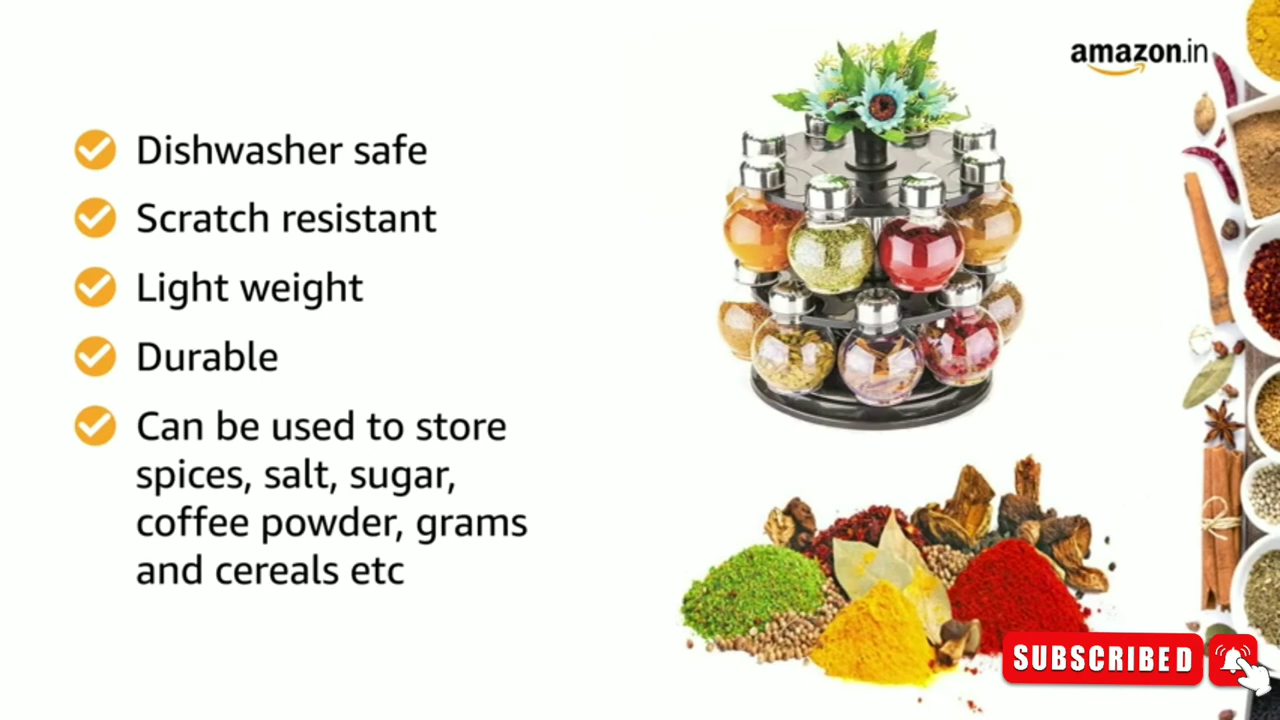 amazon.in
Dishwasher safe
Scratch resistant
Light weight
Durable
Can be used to store
spices, salt, sugar,
coffee powder, grams
and cereals etc
SUBSCRIBED